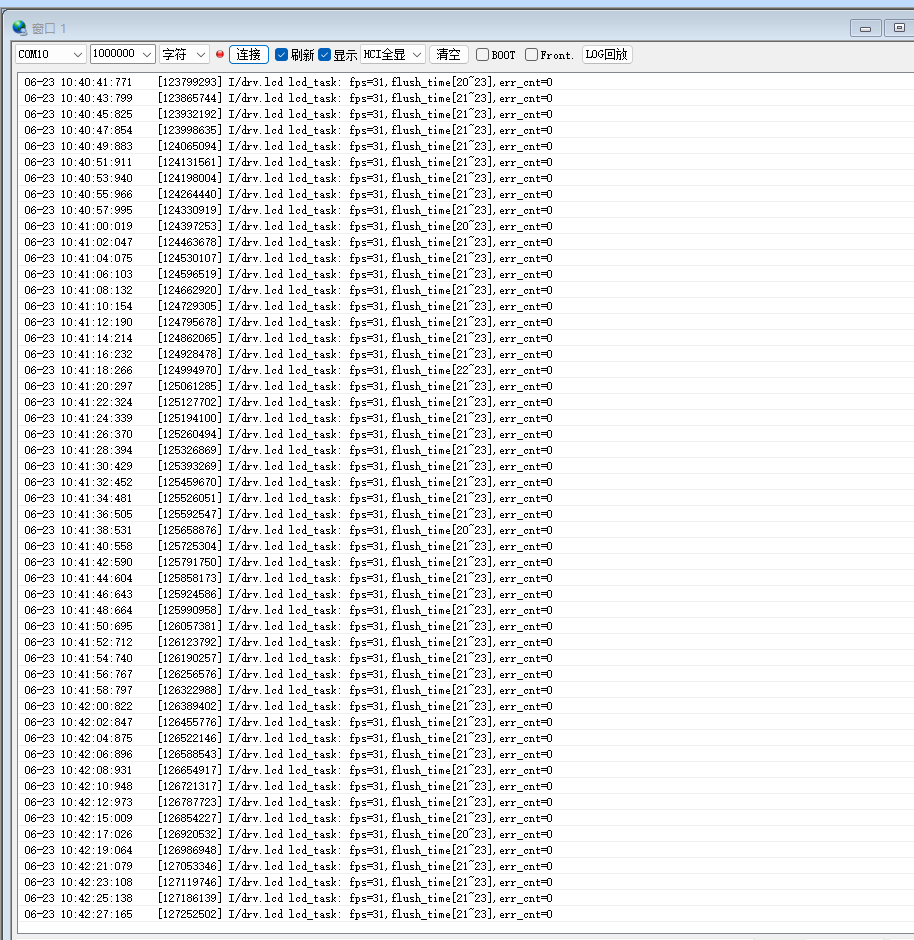 窗口 1
COM10 1000000 字符 连接 刷新 显示 HCI全显 清空 BOOT Front. LOG回放
06-23 10:40:41:771 [123799293] I/drv.lcd lcd_task: fps=31,flush_time[20~23],err_cnt=0
06-23 10:40:43:799 [123865744] I/drv.lcd lcd_task: fps=31,flush_time[21~23],err_cnt=0
06-23 10:40:45:825 [123932192] I/drv.lcd lcd_task: fps=31,flush_time[21~23],err_cnt=0
06-23 10:40:47:854 [123998635] I/drv.lcd lcd_task: fps=31,flush_time[21~23],err_cnt=0
06-23 10:40:49:883 [124065094] I/drv.lcd lcd_task: fps=31,flush_time[21~23],err_cnt=0
06-23 10:40:51:911 [124131561] I/drv.lcd lcd_task: fps=31,flush_time[21~23],err_cnt=0
06-23 10:40:53:940 [124198004] I/drv.lcd lcd_task: fps=31,flush_time[21~23],err_cnt=0
06-23 10:40:55:966 [124264440] I/drv.lcd lcd_task: fps=31,flush_time[21~23],err_cnt=0
06-23 10:40:57:995 [124330919] I/drv.lcd lcd_task: fps=31,flush_time[21~23],err_cnt=0
06-23 10:41:00:019 [124397253] I/drv.lcd lcd_task: fps=31,flush_time[20~23],err_cnt=0
06-23 10:41:02:047 [124463678] I/drv.lcd lcd_task: fps=31,flush_time[21~23],err_cnt=0
06-23 10:41:04:075 [124530107] I/drv.lcd lcd_task: fps=31,flush_time[21~23],err_cnt=0
06-23 10:41:06:103 [124596519] I/drv.lcd lcd_task: fps=31,flush_time[21~23],err_cnt=0
06-23 10:41:08:132 [124662920] I/drv.lcd lcd_task: fps=31,flush_time[21~23],err_cnt=0
06-23 10:41:10:154 [124729305] I/drv.lcd lcd_task: fps=31,flush_time[21~23],err_cnt=0
06-23 10:41:12:190 [124795678] I/drv.lcd lcd_task: fps=31,flush_time[21~23],err_cnt=0
06-23 10:41:14:214 [124862065] I/drv.lcd lcd_task: fps=31,flush_time[21~23],err_cnt=0
06-23 10:41:16:232 [124928478] I/drv.lcd lcd_task: fps=31,flush_time[21~23],err_cnt=0
06-23 10:41:18:266 [124994970] I/drv.lcd lcd_task: fps=31,flush_time[22~23],err_cnt=0
06-23 10:41:20:297 [125061285] I/drv.lcd lcd_task: fps=31,flush_time[21~23],err_cnt=0
06-23 10:41:22:324 [125127702] I/drv.lcd lcd_task: fps=31,flush_time[21~23],err_cnt=0
06-23 10:41:24:339 [125194100] I/drv.lcd lcd_task: fps=31,flush_time[21~23],err_cnt=0
06-23 10:41:26:370 [125260494] I/drv.lcd lcd_task: fps=31,flush_time[21~23],err_cnt=0
06-23 10:41:28:394 [125326869] I/drv.lcd lcd_task: fps=31,flush_time[21~23],err_cnt=0
06-23 10:41:30:429 [125393269] I/drv.lcd lcd_task: fps=31,flush_time[21~23],err_cnt=0
06-23 10:41:32:452 [125459670] I/drv.lcd lcd_task: fps=31,flush_time[21~23],err_cnt=0
06-23 10:41:34:481 [125526051] I/drv.lcd lcd_task: fps=31,flush_time[21~23],err_cnt=0
06-23 10:41:36:505 [125592547] I/drv.lcd lcd_task: fps=31,flush_time[21~23],err_cnt=0
06-23 10:41:38:531 [125658876] I/drv.lcd lcd_task: fps=31,flush_time[20~23],err_cnt=0
06-23 10:41:40:558 [125725304] I/drv.lcd lcd_task: fps=31,flush_time[21~23],err_cnt=0
06-23 10:41:42:590 [125791750] I/drv.lcd lcd_task: fps=31,flush_time[21~23],err_cnt=0
06-23 10:41:44:604 [125858173] I/drv.lcd lcd_task: fps=31,flush_time[21~23],err_cnt=0
06-23 10:41:46:643 [125924586] I/drv.lcd lcd_task: fps=31,flush_time[21~23],err_cnt=0
06-23 10:41:48:664 [125990958] I/drv.lcd lcd_task: fps=31,flush_time[21~23],err_cnt=0
06-23 10:41:50:695 [126057381] I/drv.lcd lcd_task: fps=31,flush_time[21~23],err_cnt=0
06-23 10:41:52:712 [126123792] I/drv.lcd lcd_task: fps=31,flush_time[21~23],err_cnt=0
06-23 10:41:54:740 [126190257] I/drv.lcd lcd_task: fps=31,flush_time[21~23],err_cnt=0
06-23 10:41:56:767 [126256576] I/drv.lcd lcd_task: fps=31,flush_time[21~23],err_cnt=0
06-23 10:41:58:797 [126322988] I/drv.lcd lcd_task: fps=31,flush_time[21~23],err_cnt=0
06-23 10:42:00:822 [126389402] I/drv.lcd lcd_task: fps=31,flush_time[21~23],err_cnt=0
06-23 10:42:02:847 [126455776] I/drv.lcd lcd_task: fps=31,flush_time[21~23],err_cnt=0
06-23 10:42:04:875 [126522146] I/drv.lcd lcd_task: fps=31,flush_time[21~23],err_cnt=0
06-23 10:42:06:896 [126588543] I/drv.lcd lcd_task: fps=31,flush_time[21~23],err_cnt=0
06-23 10:42:08:931 [126654917] I/drv.lcd lcd_task: fps=31,flush_time[21~23],err_cnt=0
06-23 10:42:10:948 [126721317] I/drv.lcd lcd_task: fps=31,flush_time[21~23],err_cnt=0
06-23 10:42:12:973 [126787723] I/drv.lcd lcd_task: fps=31,flush_time[21~23],err_cnt=0
06-23 10:42:15:009 [126854227] I/drv.lcd lcd_task: fps=31,flush_time[21~23],err_cnt=0
06-23 10:42:17:026 [126920532] I/drv.lcd lcd_task: fps=31,flush_time[20~23],err_cnt=0
06-23 10:42:19:064 [126986948] I/drv.lcd lcd_task: fps=31,flush_time[21~23],err_cnt=0
06-23 10:42:21:079 [127053346] I/drv.lcd lcd_task: fps=31,flush_time[21~23],err_cnt=0
06-23 10:42:23:108 [127119746] I/drv.lcd lcd_task: fps=31,flush_time[21~23],err_cnt=0
06-23 10:42:25:138 [127186139] I/drv.lcd lcd_task: fps=31,flush_time[21~23],err_cnt=0
06-23 10:42:27:165 [127252502] I/drv.lcd lcd_task: fps=31,flush_time[21~23],err_cnt=0